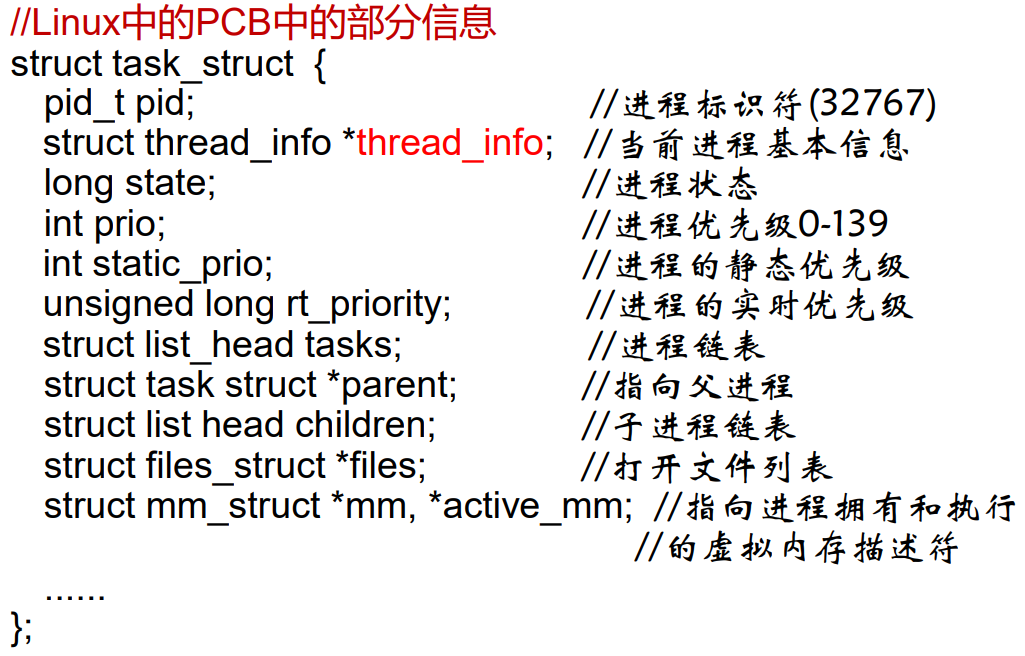 //Linux中的PCB中的部分信息
struct task_struct {
pid_t pid; //进程标识符(32767)
struct thread_info *thread_info; //当前进程基本信息
long state; //进程状态
int prio; //进程优先级0-139
int static_prio; //进程的静态优先级
unsigned long rt_priority; //进程的实时优先级
struct list_head tasks; //进程链表
struct task struct *parent; //指向父进程
struct list head children; //子进程链表
struct files_struct *files; //打开文件列表
struct mm_struct *mm, *active_mm; //指向进程拥有和执行
//的虚拟内存描述符
......
};